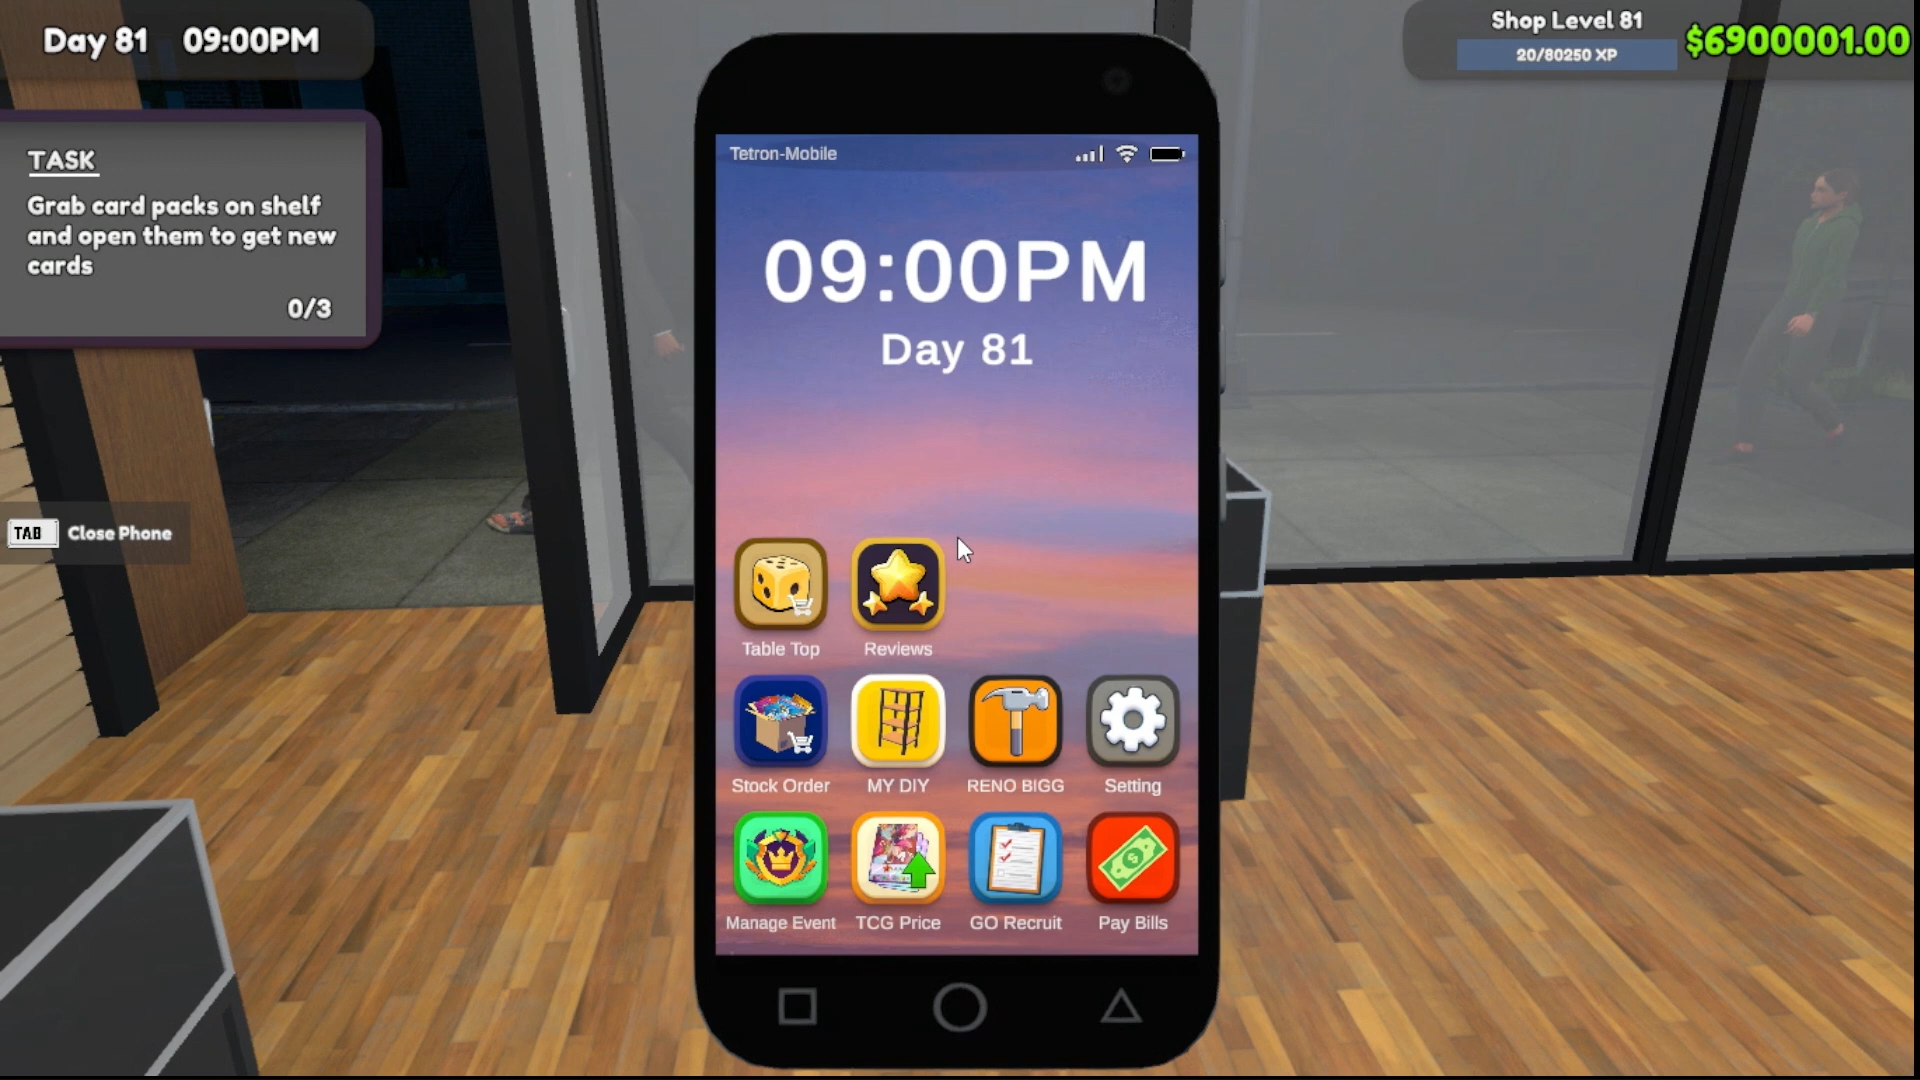 Day 81 09:00PM
Shop Level 81
20/80250 XP
$6900001.00
TASK
Grab card packs on shelf
and open them to get new
cards
0/3
TAB Close Phone
Tetron-Mobile
09:00PM
Day 81
Table Top Reviews
Stock Order MY DIY RENO BIGG Setting
Manage Event TCG Price GO Recruit Pay Bills